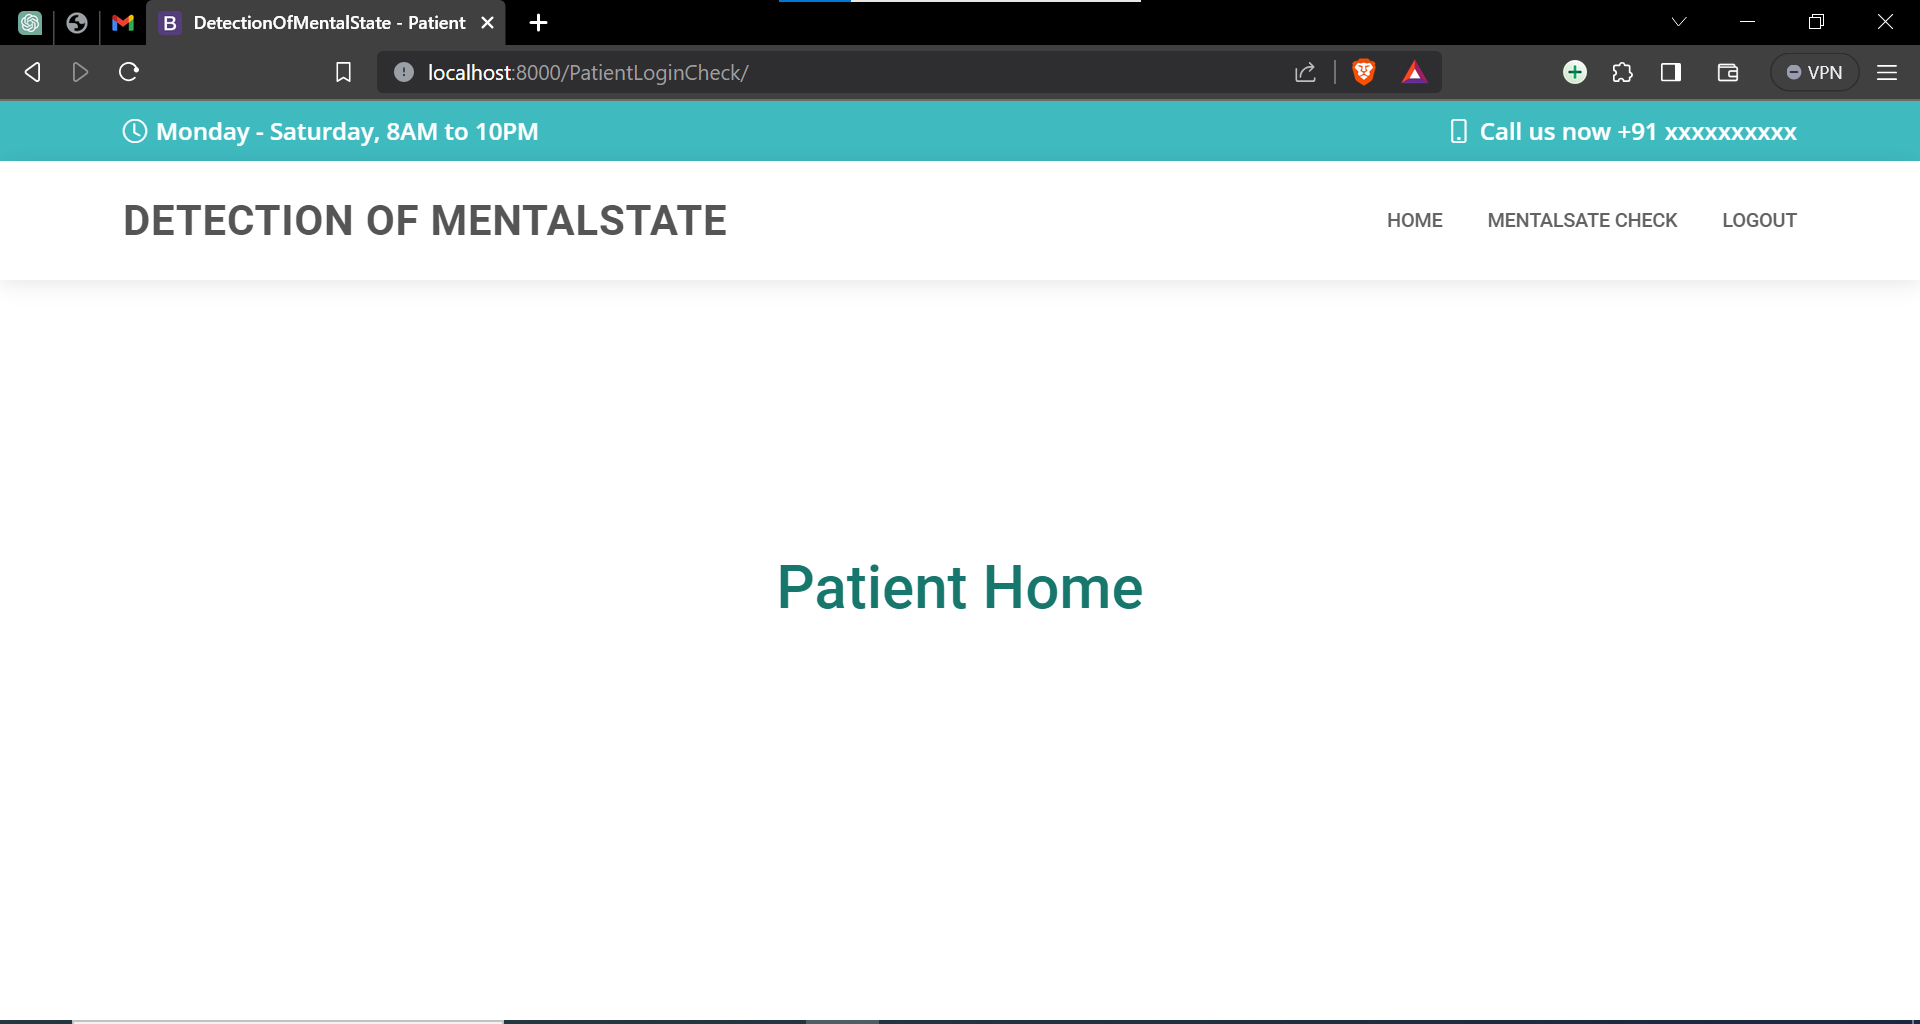 DetectionOfMentalState - Patient
localhost:8000/PatientLoginCheck/
VPN
Monday - Saturday, 8AM to 10PM
Call us now +91 xxxxxxxxxx
DETECTION OF MENTALSTATE
HOME
MENTALSATE CHECK
LOGOUT
Patient Home